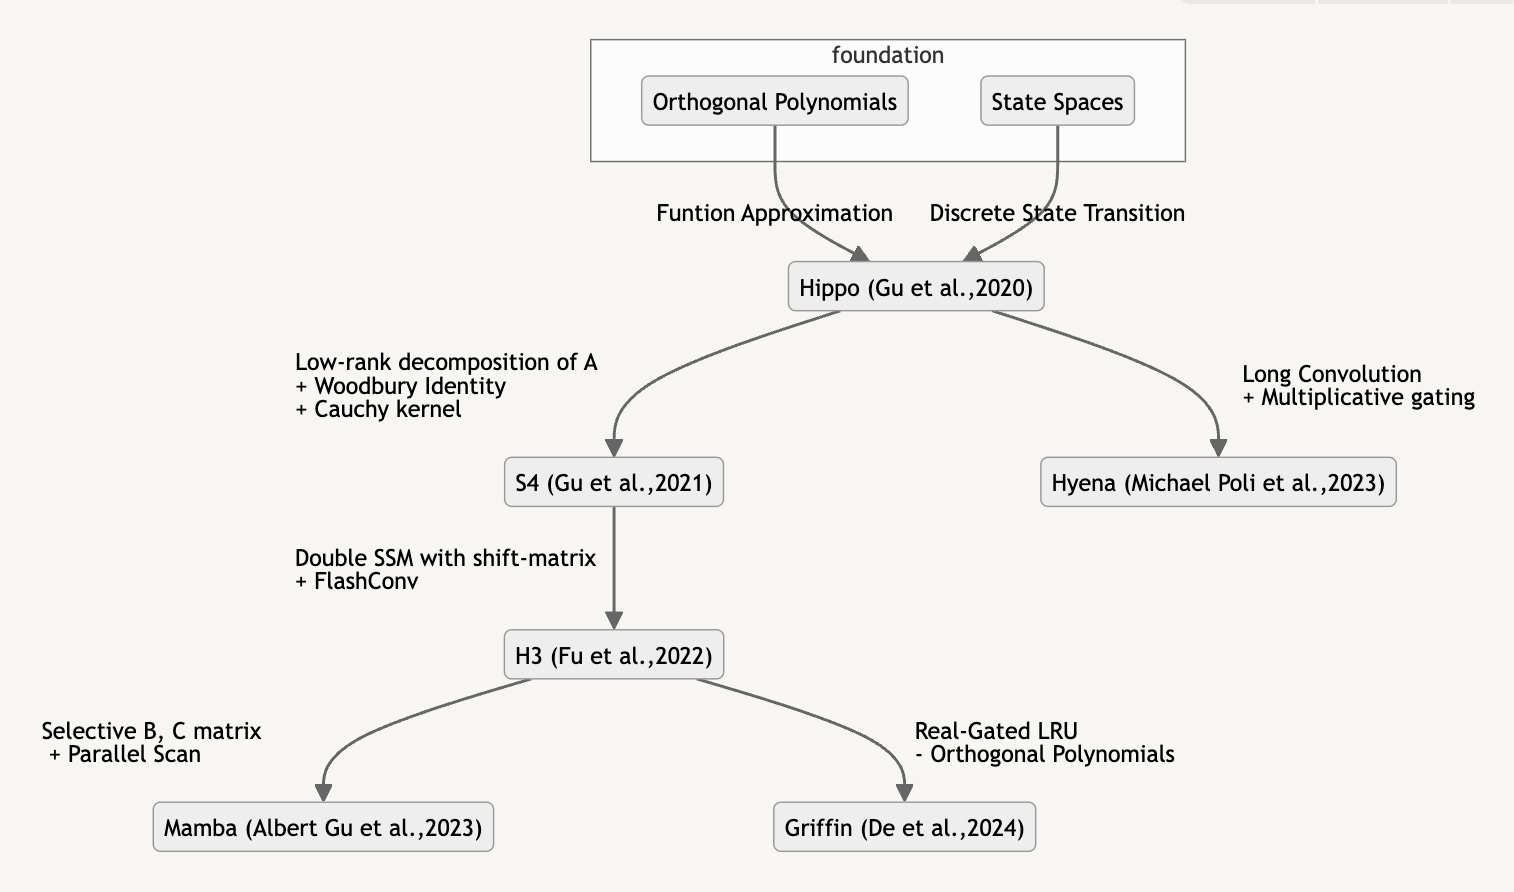 foundation
Orthogonal Polynomials
State Spaces
Funtion Approximation
Discrete State Transition
Hippo (Gu et al.,2020)
Low-rank decomposition of A
+ Woodbury Identity
+ Cauchy kernel
Long Convolution
+ Multiplicative gating
S4 (Gu et al.,2021)
Hyena (Michael Poli et al.,2023)
Double SSM with shift-matrix
+ FlashConv
H3 (Fu et al.,2022)
Selective B, C matrix
+ Parallel Scan
Real-Gated LRU
- Orthogonal Polynomials
Mamba (Albert Gu et al.,2023)
Griffin (De et al.,2024)